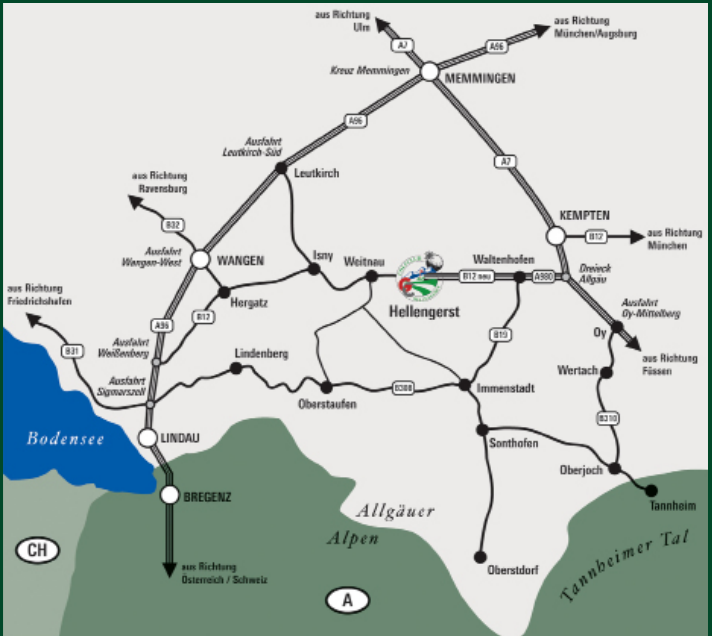 aus Richtung
Ulm
A7
A96
aus Richtung
München/Augsburg
Kreuz Memmingen
MEMMINGEN
A96
Ausfahrt
Leutkirch-Süd
Leutkirch
A7
aus Richtung
Ravensburg
B32
KEMPTEN
B12
aus Richtung
München
Ausfahrt
Wangen-West
WANGEN
Isny
Weitnau
Waltenhofen
B12 neu
A980
Dreieck
Allgäu
Hellengerst
aus Richtung
Friedrichshafen
Hergatz
B12
A96
Ausfahrt
Oy-Mittelberg
Oy
B31
Ausfahrt
Weißenberg
Lindenberg
B19
aus Richtung
Füssen
Wertach
Ausfahrt
Sigmarszell
Oberstaufen
B308
Immenstadt
B310
Bodensee
LINDAU
Sonthofen
Oberjoch
BREGENZ
Tannheim
Allgäuer
Alpen
CH
Tannheimer Tal
aus Richtung
Österreich / Schweiz
Oberstdorf
A